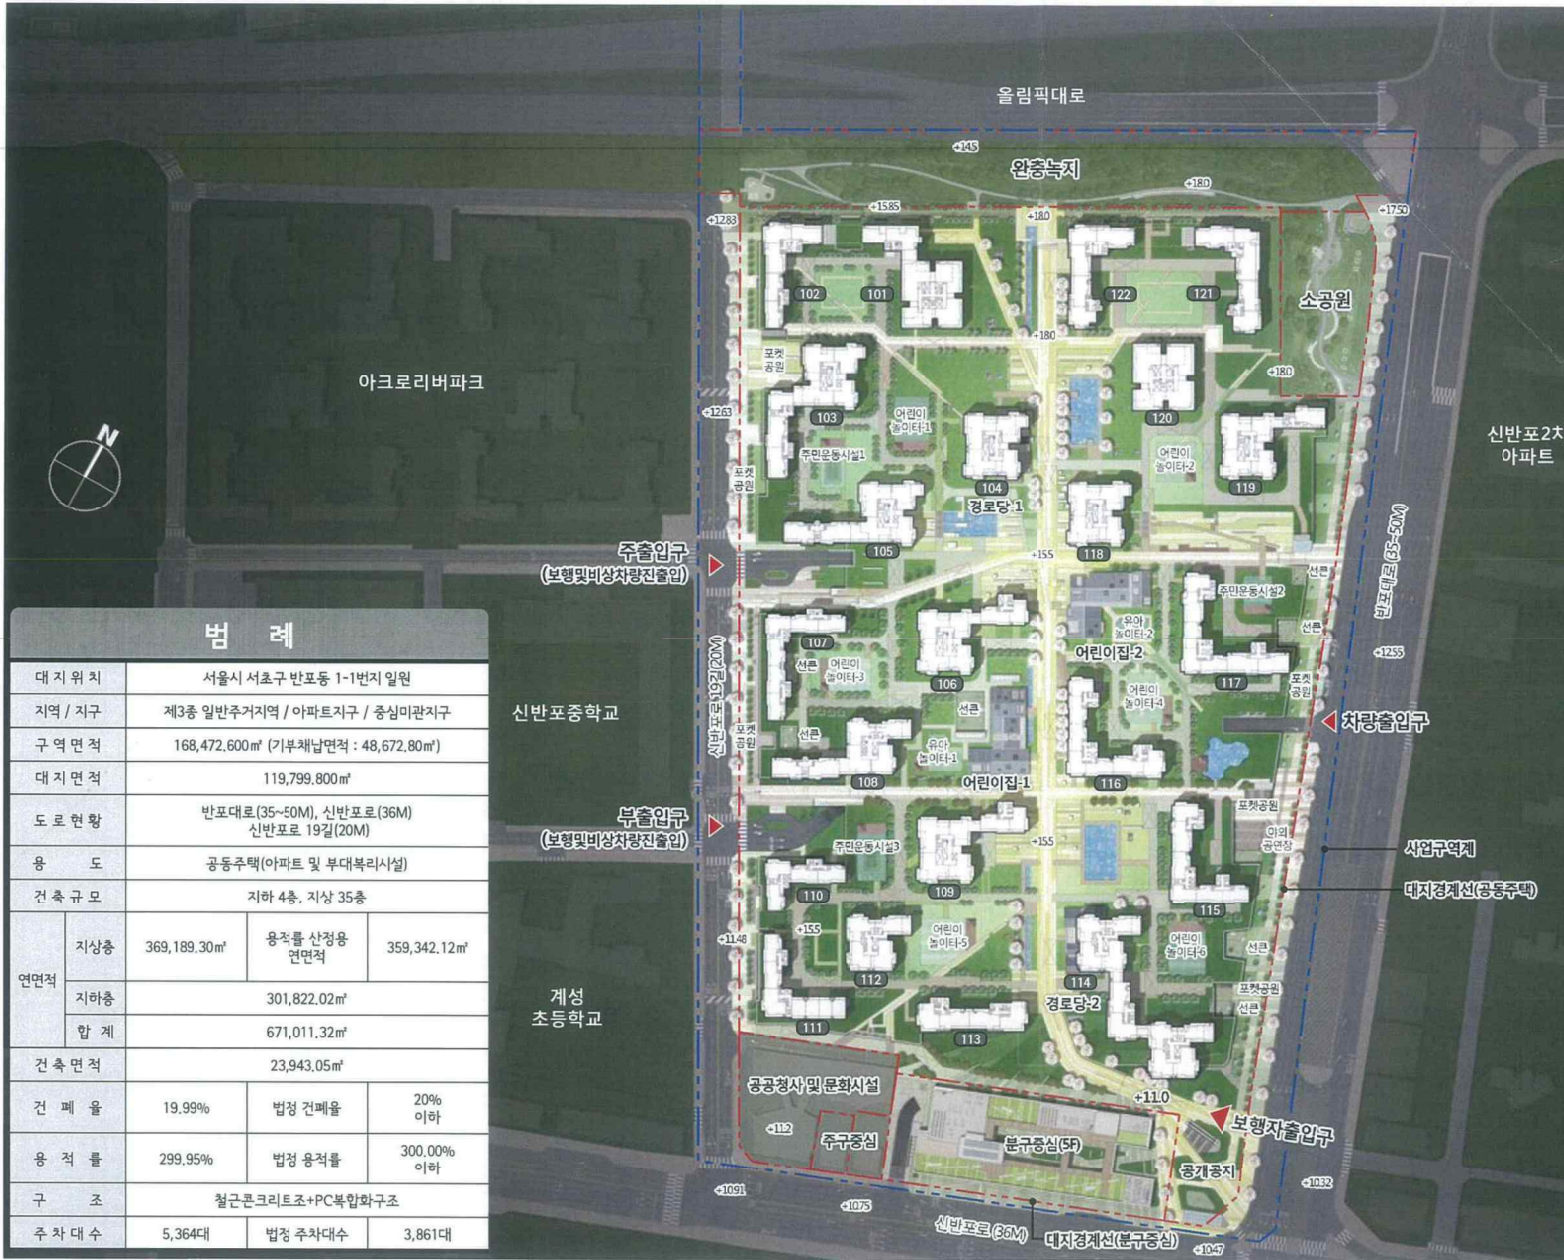 올림픽대로
+14.5
완충녹지
+18.0
+15.85
+18.0
+17.50
+12.83
102
101
122
121
소공원
+18.0
포켓
공원
+18.0
아크로리버파크
+12.63
103
어린이
놀이터-1
120
신반포2차
아파트
N
주민운동시설1
어린이
놀이터-2
포켓
공원
104
119
경로당-1
주출입구
(보행및비상차량진출입)
105
+15.5
118
반포대로(35~50M)
선큰
주민운동시설2
107
유아
놀이터-2
선큰
어린이집-2
+12.55
신반포로 19길(20M)
선큰
어린이
놀이터-3
106
117
포켓
공원
어린이
놀이터-4
신반포중학교
선큰
차량출입구
포켓
공원
선큰
유아
놀이터-1
108
어린이집-1
116
부출입구
(보행및비상차량진출입)
포켓공원
야외
공연장
주민운동시설3
+15.5
사업구역계
109
110
대지경계선(공동주택)
115
+15.5
+11.48
어린이
놀이터-5
어린이
놀이터-6
선큰
112
114
포켓공원
계성
초등학교
경로당-2
선큰
111
113
공공청사 및 문화시설
+11.0
+11.2
주구중심
분구중심(5F)
보행자출입구
공개공지
+10.91
+10.75
+10.32
신반포로 (36M)
대지경계선(분구중심)
+10.47
범 례
대 지 위 치 서울시 서초구 반포동 1-1번지 일원
지역 / 지구 제3종 일반주거지역 / 아파트지구 / 중심미관지구
구 역 면 적 168,472.600㎡ (기부채납면적 : 48,672.80㎡)
대 지 면 적 119,799.800㎡
도 로 현 황 반포대로(35~50M), 신반포로(36M)
신반포로 19길(20M)
용 도 공동주택(아파트 및 부대복리시설)
건 축 규 모 지하 4층. 지상 35층
연면적 지상층 369,189.30㎡ 용적률 산정용
연면적 359,342.12㎡
지하층 301,822.02㎡
합 계 671,011.32㎡
건 축 면 적 23,943.05㎡
건 폐 율 19.99% 법정 건폐율 20%
이하
용 적 률 299.95% 법정 용적률 300.00%
이하
구 조 철근콘크리트조+PC복합화구조
주 차 대 수 5,364대 법정 주차대수 3,861대